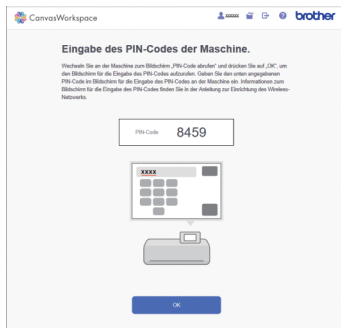 CanvasWorkspace
brother
Eingabe des PIN-Codes der Maschine.
Wechseln Sie an der Maschine zum Bildschirm „PIN-Code abrufen" und drücken Sie auf „OK", um
den Bildschirm für die Eingabe des PIN-Codes aufzurufen. Geben Sie den unten angegebenen
PIN-Code im Bildschirm für die Eingabe des PIN-Codes an der Maschine ein. Informationen zum
Bildschirm für die Eingabe des PIN-Codes finden Sie in der Anleitung zur Einrichtung des Wireless-
Netzwerks.
PIN-Code 8459
XXXX
OK